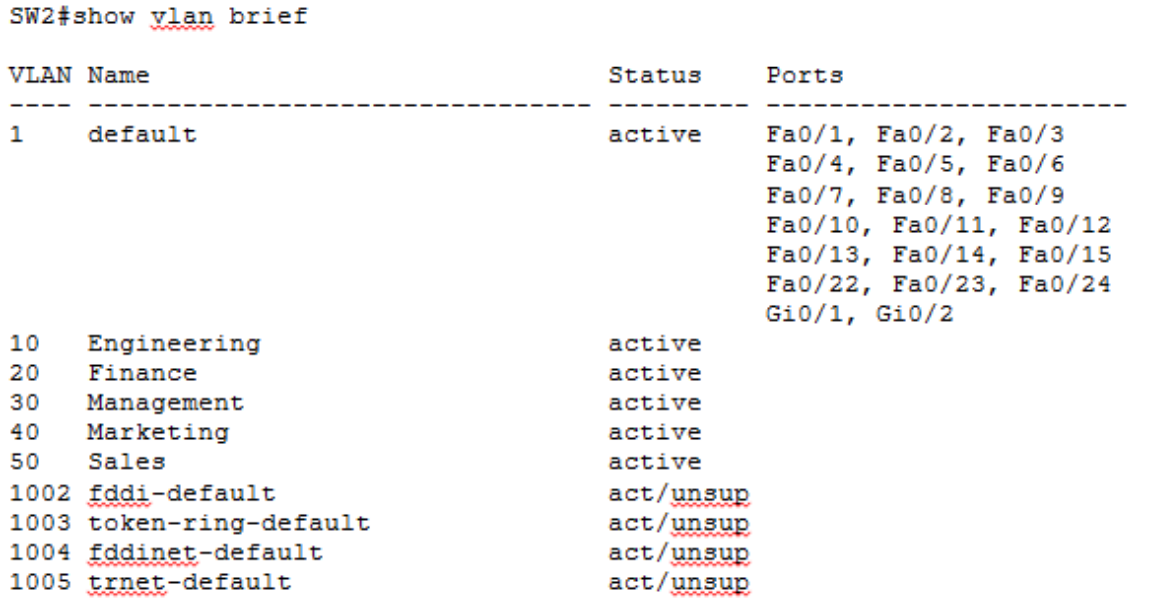 SW2#show vlan brief
VLAN Name Status Ports
---- -------------------------------- --------- -----------------------
1 default active Fa0/1, Fa0/2, Fa0/3
Fa0/4, Fa0/5, Fa0/6
Fa0/7, Fa0/8, Fa0/9
Fa0/10, Fa0/11, Fa0/12
Fa0/13, Fa0/14, Fa0/15
Fa0/22, Fa0/23, Fa0/24
Gi0/1, Gi0/2
10 Engineering active
20 Finance active
30 Management active
40 Marketing active
50 Sales active
1002 fddi-default act/unsup
1003 token-ring-default act/unsup
1004 fddinet-default act/unsup
1005 trnet-default act/unsup